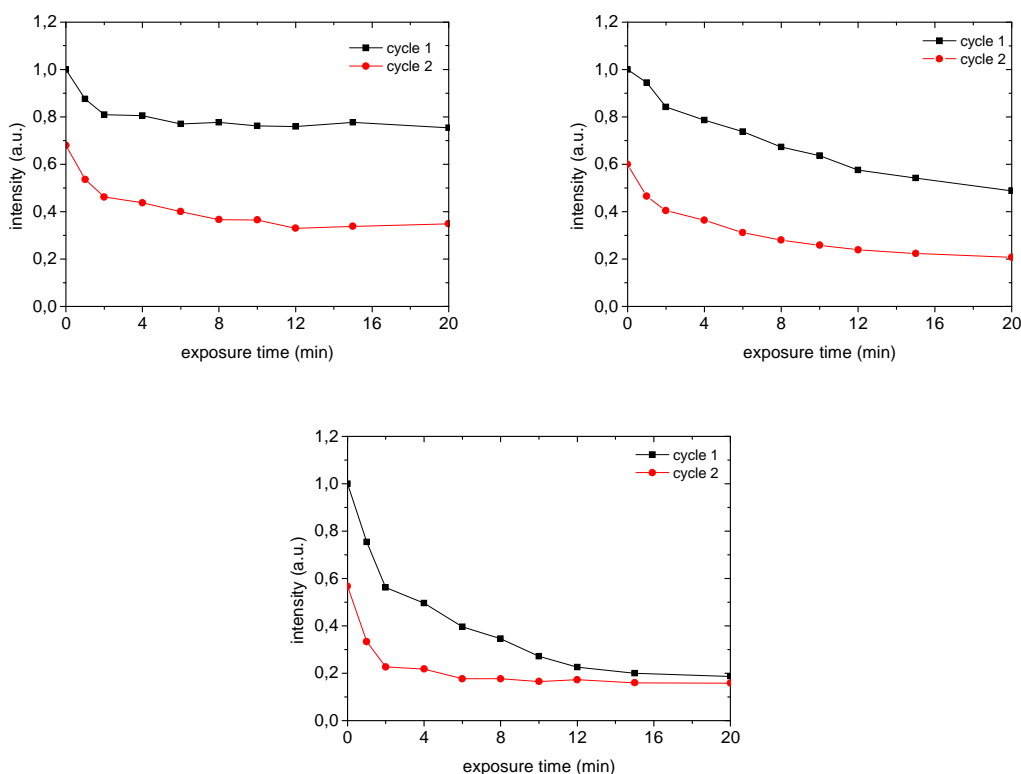 1,2
1,0
0,8
0,6
0,4
0,2
0,0
intensity (a.u.)
cycle 1
cycle 2
0 4 8 12 16 20
exposure time (min)
1,2
1,0
0,8
0,6
0,4
0,2
0,0
intensity (a.u.)
cycle 1
cycle 2
0 4 8 12 16 20
exposure time (min)
1,2
1,0
0,8
0,6
0,4
0,2
0,0
intensity (a.u.)
cycle 1
cycle 2
0 4 8 12 16 20
exposure time (min)